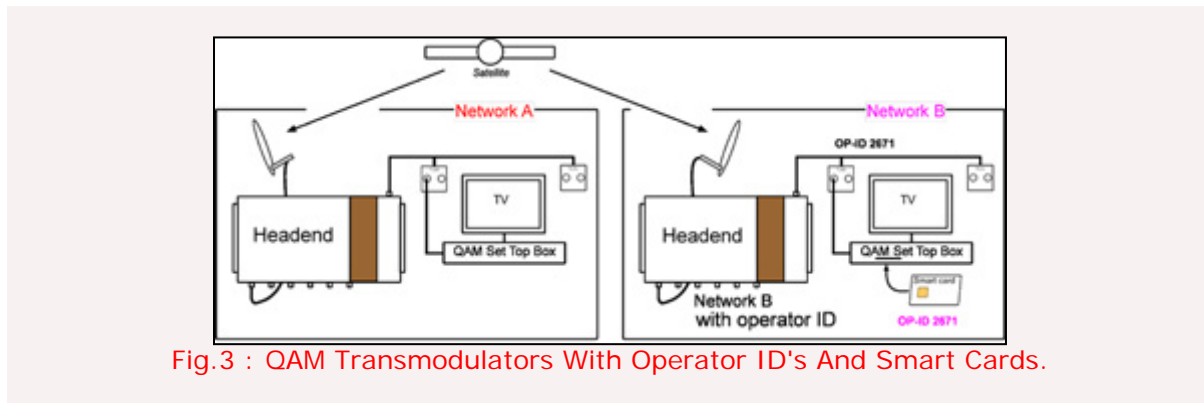 Satellite
Network A
Headend
TV
QAM Set Top Box
Network B
OP-ID 2671
Headend
TV
QAM Set Top Box
Smart card
OP-ID 2671
Network B
with operator ID
Fig.3 : QAM Transmodulators With Operator ID's And Smart Cards.